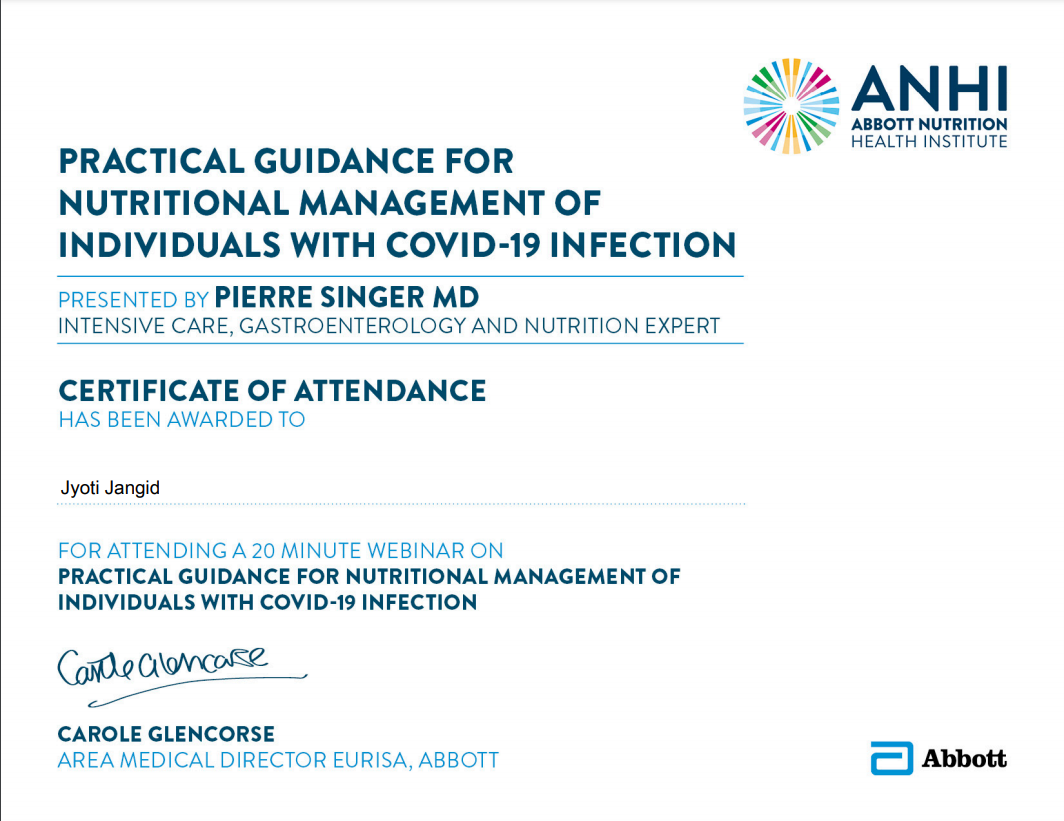 ANHI
ABBOTT NUTRITION
HEALTH INSTITUTE
PRACTICAL GUIDANCE FOR
NUTRITIONAL MANAGEMENT OF
INDIVIDUALS WITH COVID-19 INFECTION
PRESENTED BY PIERRE SINGER MD
INTENSIVE CARE, GASTROENTEROLOGY AND NUTRITION EXPERT
CERTIFICATE OF ATTENDANCE
HAS BEEN AWARDED TO
Jyoti Jangid
FOR ATTENDING A 20 MINUTE WEBINAR ON
PRACTICAL GUIDANCE FOR NUTRITIONAL MANAGEMENT OF
INDIVIDUALS WITH COVID-19 INFECTION
Carole Glencorse
CAROLE GLENCORSE
AREA MEDICAL DIRECTOR EURISA, ABBOTT
Abbott